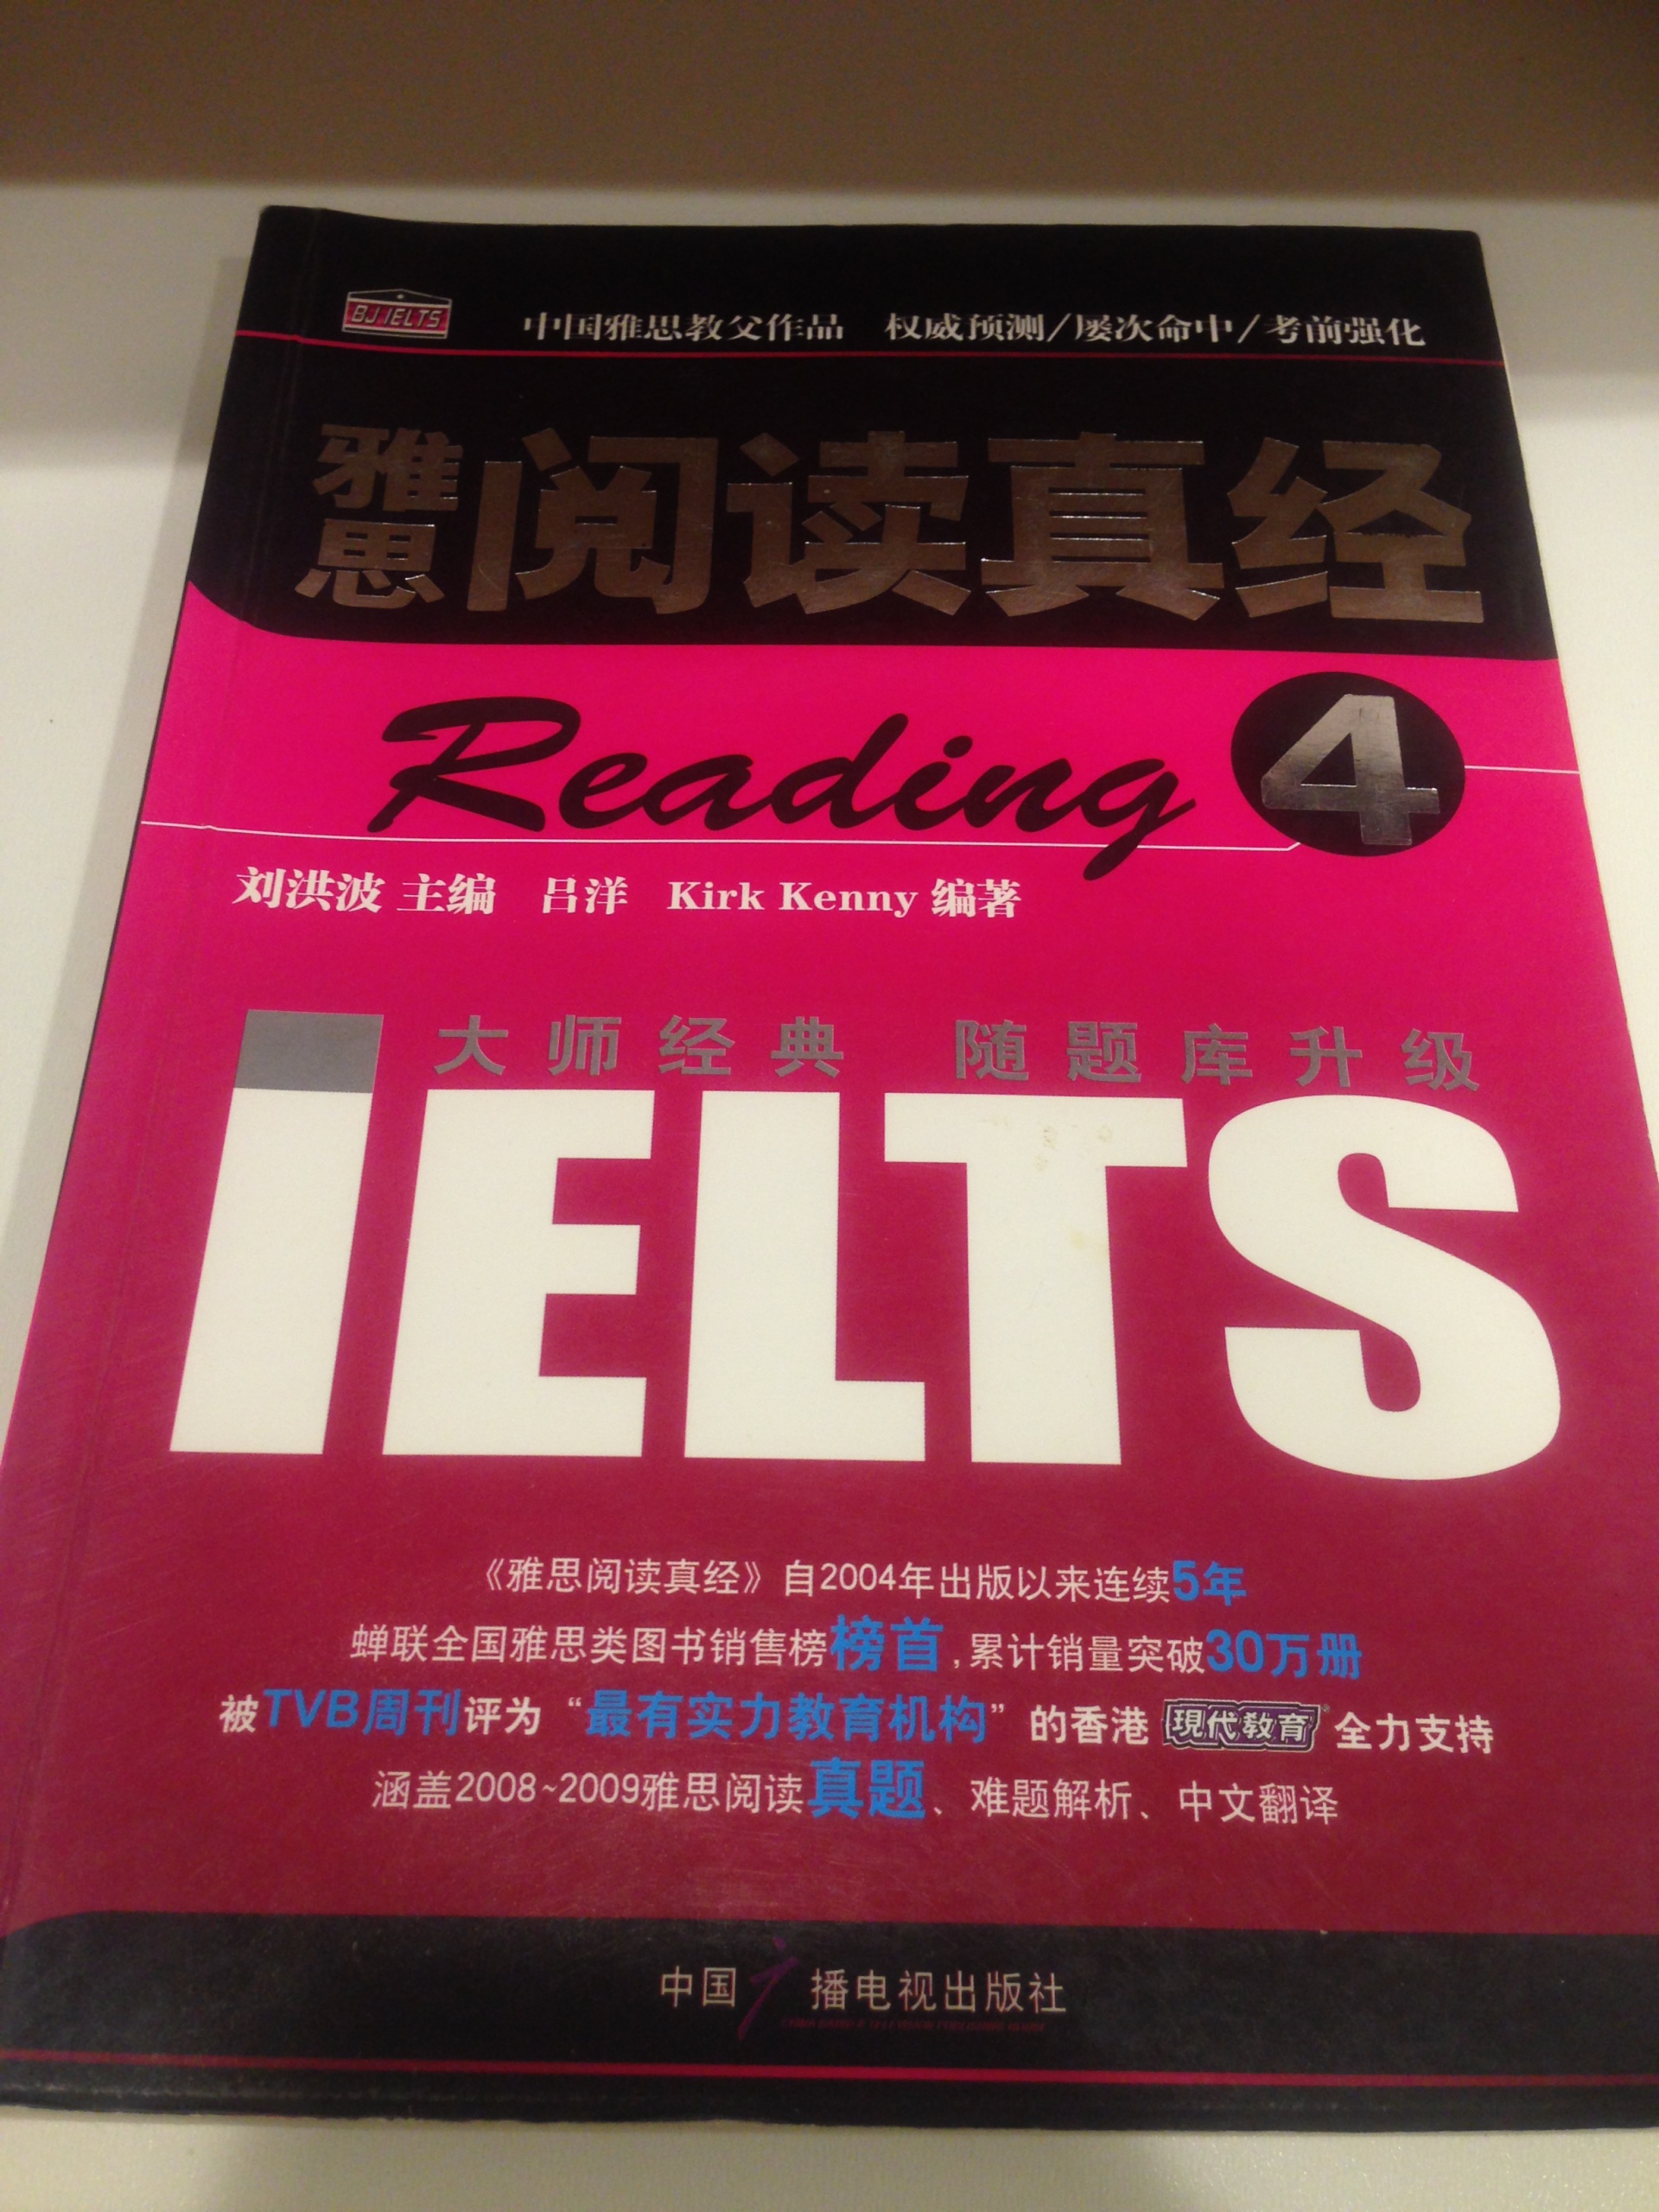 BJ IELTS
中国雅思教父作品 权威预测/屡次命中/考前强化
雅思阅读真经
Reading 4
刘洪波 主编 吕洋 Kirk Kenny 编著
大师经典 随题库升级
IELTS
《雅思阅读真经》自2004年出版以来连续5年
蝉联全国雅思类图书销售榜榜首,累计销量突破30万册
被TVB周刊评为“最有实力教育机构”的香港現代教育®全力支持
涵盖2008~2009雅思阅读真题、难题解析、中文翻译
中国广播电视出版社